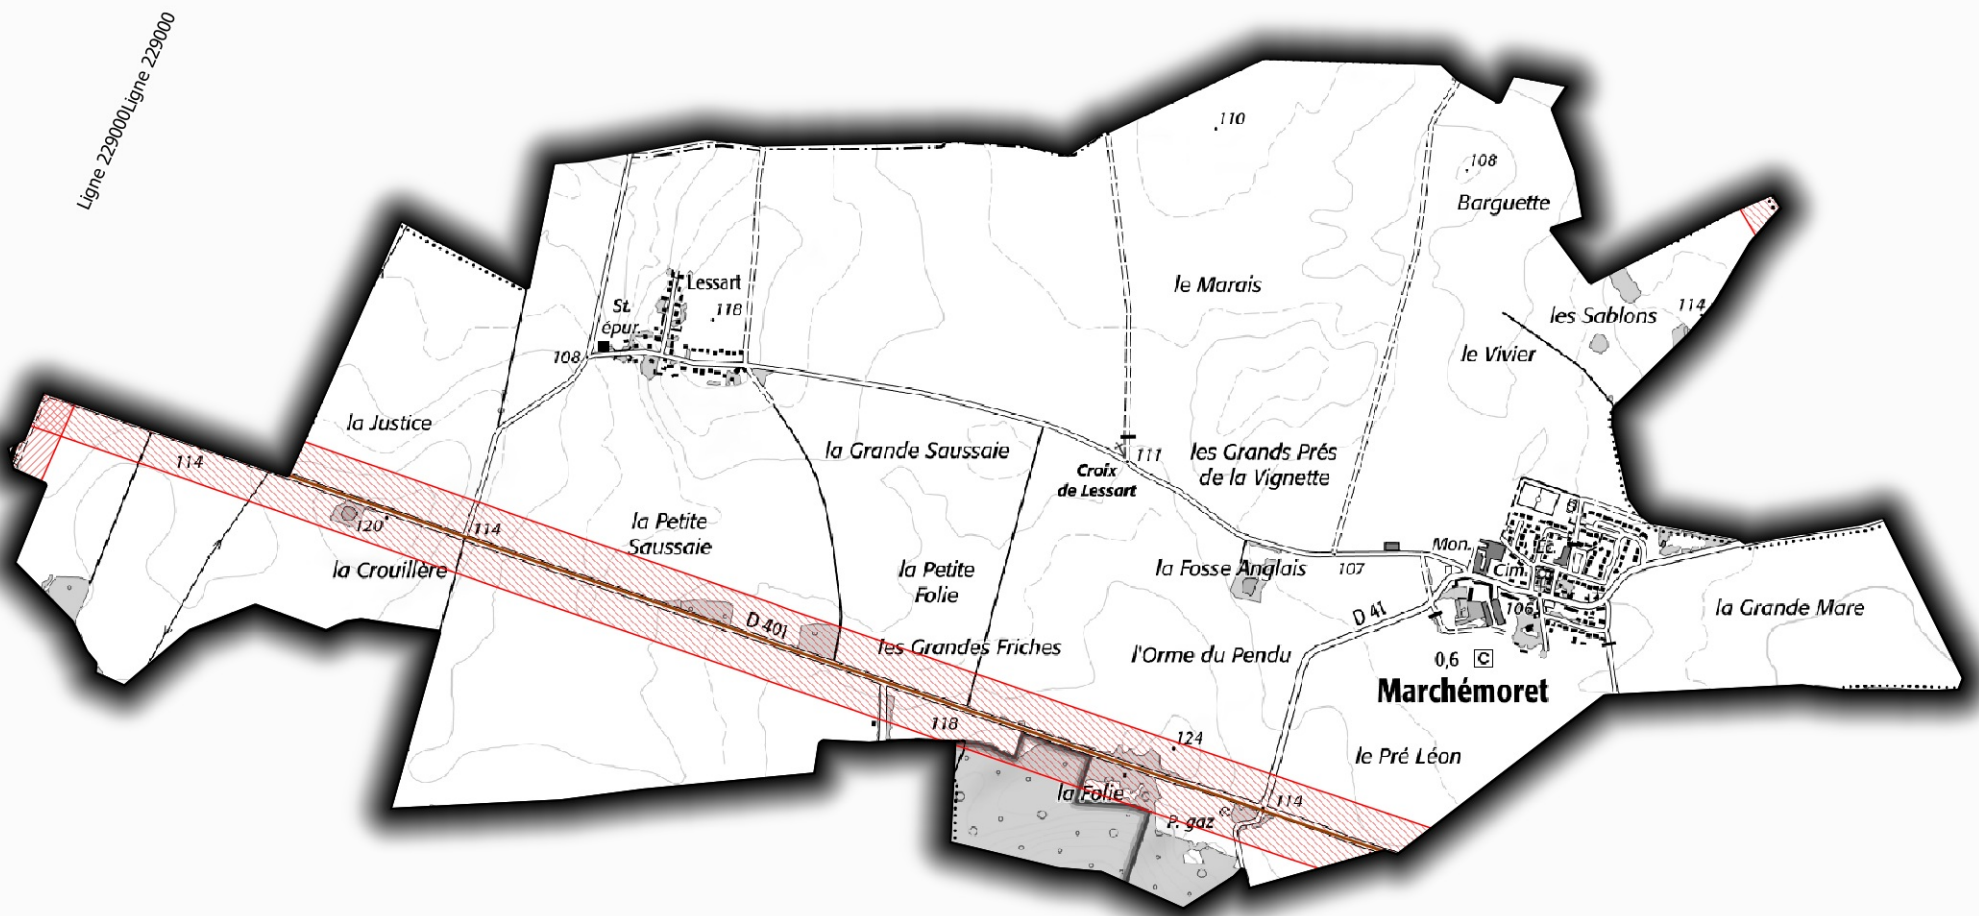 Ligne 229000Ligne 229000
110
108
Barguette
le Marais
Lessart
St.
épur.
118
108
les Sablons
114
le Vivier
la Justice
la Grande Saussaie
111
Croix
de Lessart
les Grands Prés
de la Vignette
114
120
114
la Petite
Saussaie
la Crouillère
la Petite
Folie
la Fosse Anglais
107
Mon.
Éc.
Cim.
106
la Grande Mare
D 401
D 41
les Grandes Friches
l'Orme du Pendu
0,6 C
Marchémoret
118
124
le Pré Léon
la Folie
114
P. gaz